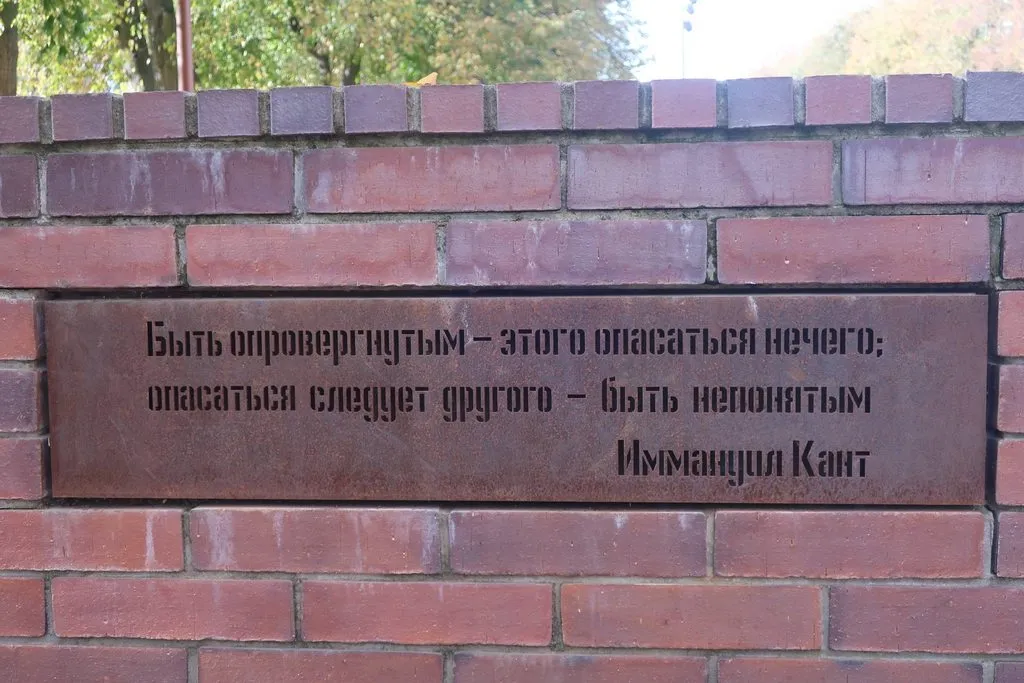 Быть опровергнутым – этого опасаться нечего;
опасаться следует другого – быть непонятым
Иммануил Кант